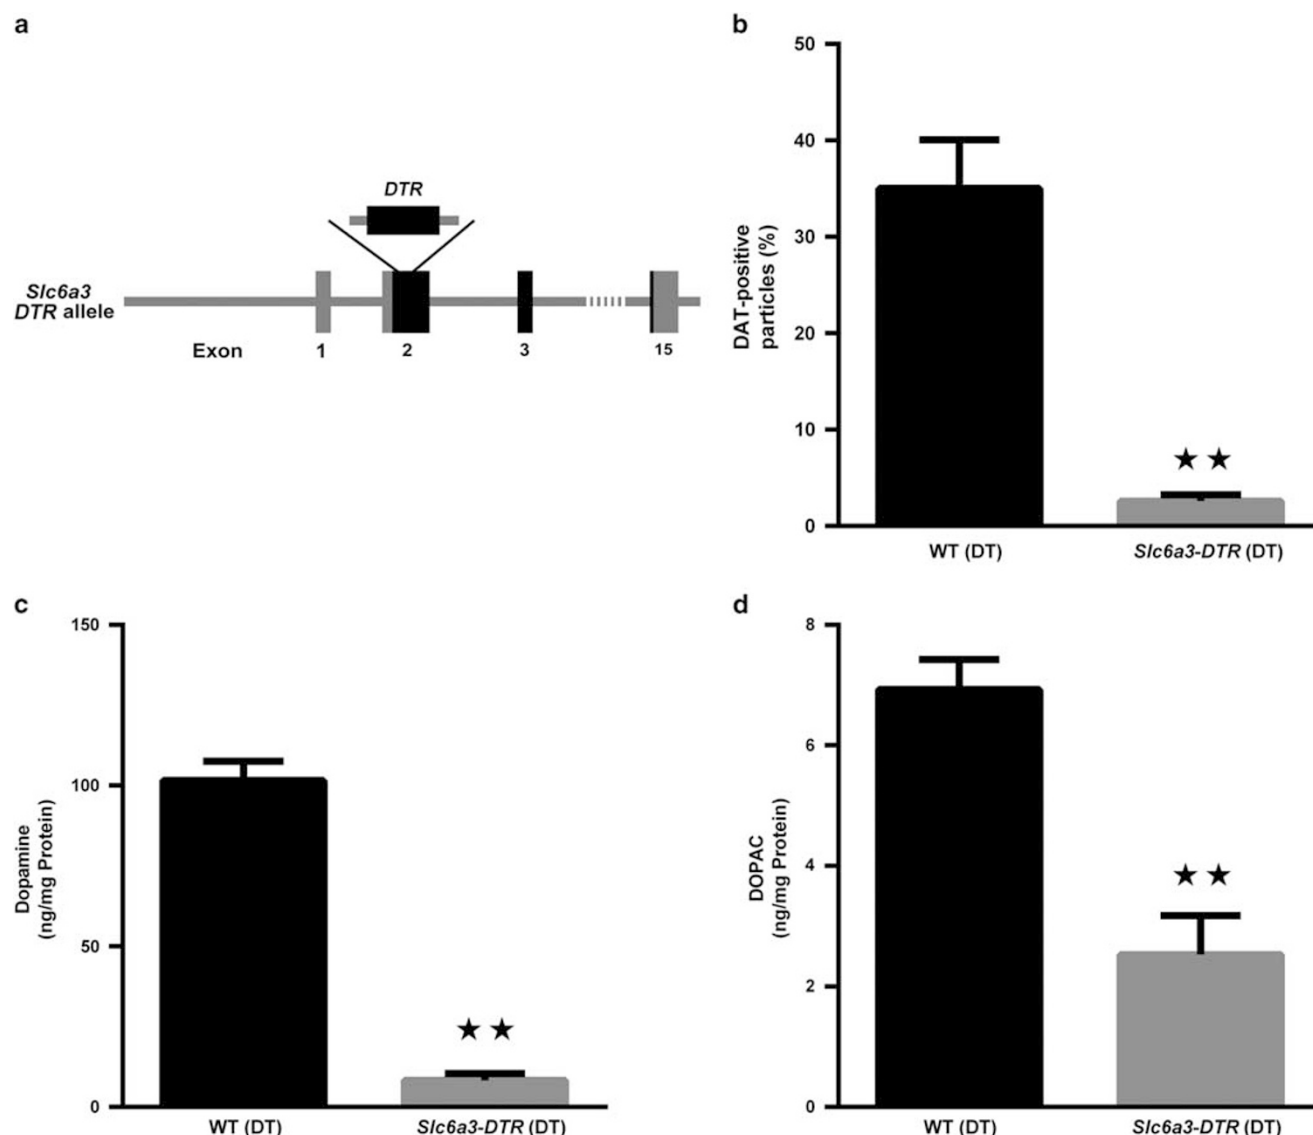 a
DTR
Slc6a3
DTR allele
Exon 1 2 3 15
b
50
40
30
20
10
0
DAT-positive
particles (%)
★ ★
WT (DT) Slc6a3-DTR (DT)
c
150
100
50
0
Dopamine
(ng/mg Protein)
★ ★
WT (DT) Slc6a3-DTR (DT)
d
8
6
4
2
0
DOPAC
(ng/mg Protein)
★ ★
WT (DT) Slc6a3-DTR (DT)